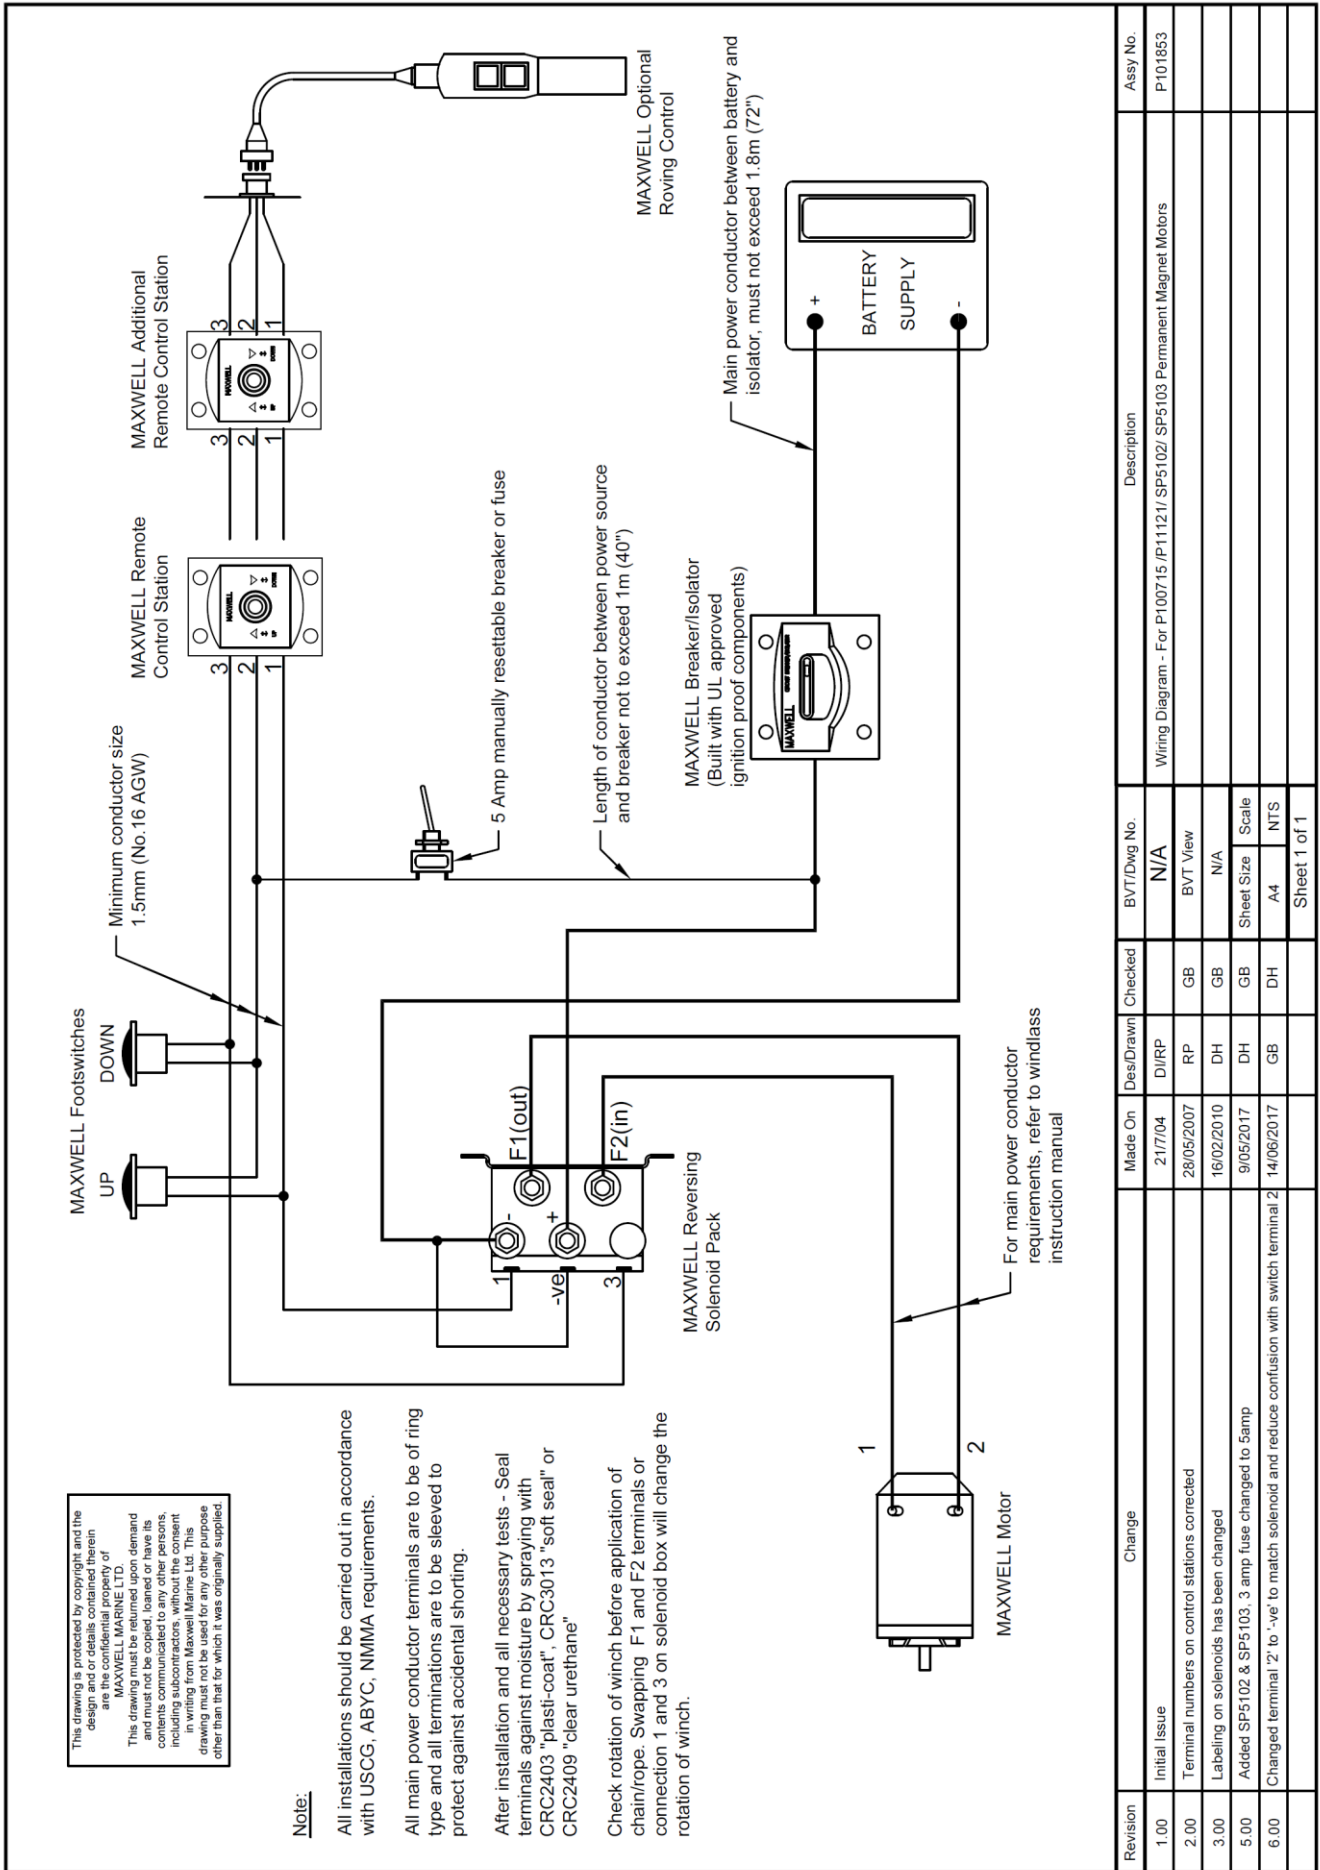 This drawing is protected by copyright and the
design and or details contained therein
are the confidential property of
MAXWELL MARINE LTD.
This drawing must be returned upon demand
and must not be copied, loaned or have its
contents communicated to any other persons,
including subcontractors, without the consent
in writing from Maxwell Marine Ltd. This
drawing must not be used for any other purpose
other than that for which it was originally supplied.
Note:
All installations should be carried out in accordance
with USCG, ABYC, NMMA requirements.
All main power conductor terminals are to be of ring
type and all terminations are to be sleeved to
protect against accidental shorting.
After installation and all necessary tests - Seal
terminals against moisture by spraying with
CRC2403 "plasti-coat", CRC3013 "soft seal" or
CRC2409 "clear urethane"
Check rotation of winch before application of
chain/rope. Swapping F1 and F2 terminals or
connection 1 and 3 on solenoid box will change the
rotation of winch.
MAXWELL Footswitches
UP
DOWN
Minimum conductor size
1.5mm (No.16 AGW)
MAXWELL Remote
Control Station
3
2
1
MAXWELL
UP
DOWN
MAXWELL Additional
Remote Control Station
3
2
1
MAXWELL
UP
DOWN
3
2
1
MAXWELL Optional
Roving Control
5 Amp manually resettable breaker or fuse
Length of conductor between power source
and breaker not to exceed 1m (40")
MAXWELL Breaker/Isolator
(Built with UL approved
ignition proof components)
MAXWELL
Main power conductor between battery and
isolator, must not exceed 1.8m (72")
+
BATTERY
SUPPLY
-
1
-ve
3
-
+
F1(out)
F2(in)
MAXWELL Reversing
Solenoid Pack
For main power conductor
requirements, refer to windlass
instruction manual
1
2
MAXWELL Motor
Revision
Change
Made On
Des/Drawn
Checked
BVT/Dwg No.
Description
Assy No.
1.00
Initial Issue
21/7/04
DI/RP
N/A
Wiring Diagram - For P100715 /P11121/ SP5102/ SP5103 Permanent Magnet Motors
P101853
2.00
Terminal numbers on control stations corrected
28/05/2007
RP
GB
BVT View
3.00
Labeling on solenoids has been changed
16/02/2010
DH
GB
N/A
5.00
Added SP5102 & SP5103, 3 amp fuse changed to 5amp
9/05/2017
DH
GB
Sheet Size
Scale
6.00
Changed terminal '2' to '-ve' to match solenoid and reduce confusion with switch terminal 2
14/06/2017
GB
DH
A4
NTS
Sheet 1 of 1